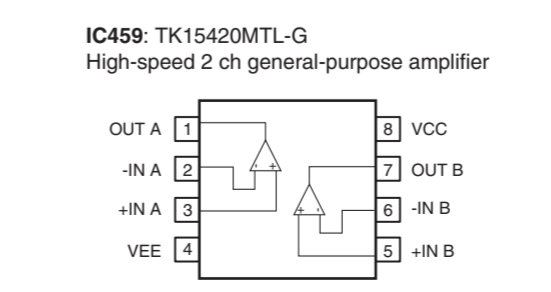 IC459: TK15420MTL-G
High-speed 2 ch general-purpose amplifier
OUT A 1 8 VCC
-IN A 2 - + 7 OUT B
+IN A 3 + - 6 -IN B
VEE 4 5 +IN B